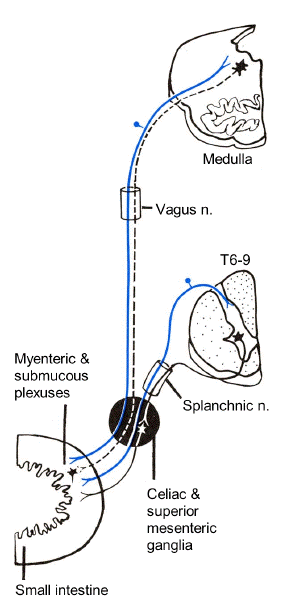 Medulla
Vagus n.
T6-9
Myenteric &
submucous
plexuses
Splanchnic n.
Celiac &
superior
mesenteric
ganglia
Small intestine